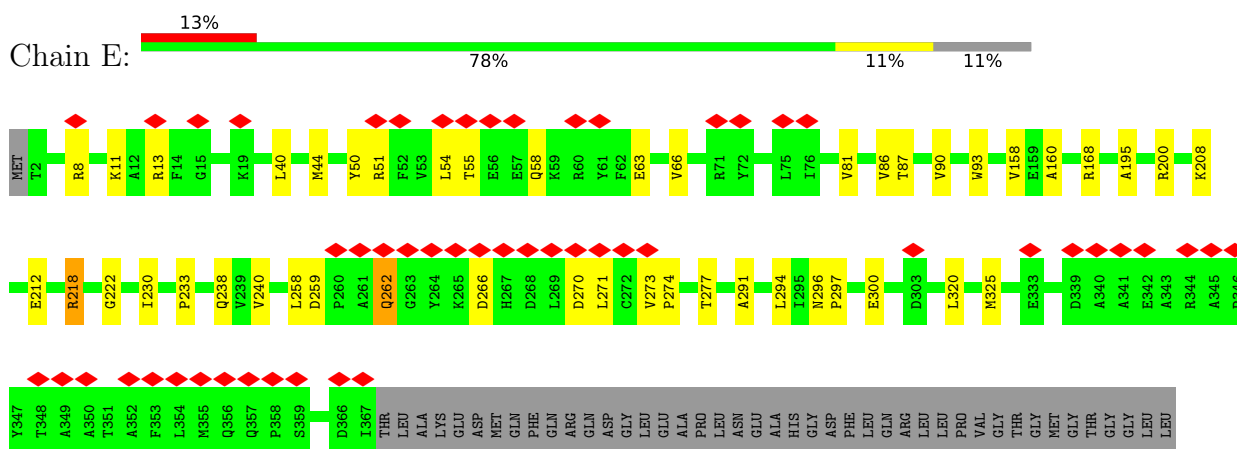 13%
Chain E:
78% 11% 11%
MET T2 R8 K11 A12 R13 F14 G15 K19 L40 M44 Y50 R51 F52 V53 L54 T55 E56 E57 Q58 K59 R60 Y61 F62 E63 V66 R71 Y72 L75 I76 V81 V86 T87 V90 W93 V158 E159 A160 R168 A195 R200 K208
E212 R218 G222 I230 P233 Q238 V239 V240 L258 D259 P260 A261 Q262 G263 Y264 K265 D266 H267 D268 L269 D270 L271 C272 V273 P274 T277 A291 L294 I295 N296 P297 E300 D303 L320 M325 E333 D339 A340 A341 E342 A343 R344 A345
Y347 T348 A349 A350 T351 A352 F353 L354 M355 Q356 Q357 P358 S359 D366 I367 THR LEU ALA LYS GLU ASP MET GLN PHE GLN ARG GLN ASP GLY LEU GLU ALA PRO LEU ASN GLU ALA HIS GLY ASP PHE LEU GLN ARG LEU LEU PRO VAL GLY THR GLY MET GLY THR GLY GLY LEU LEU